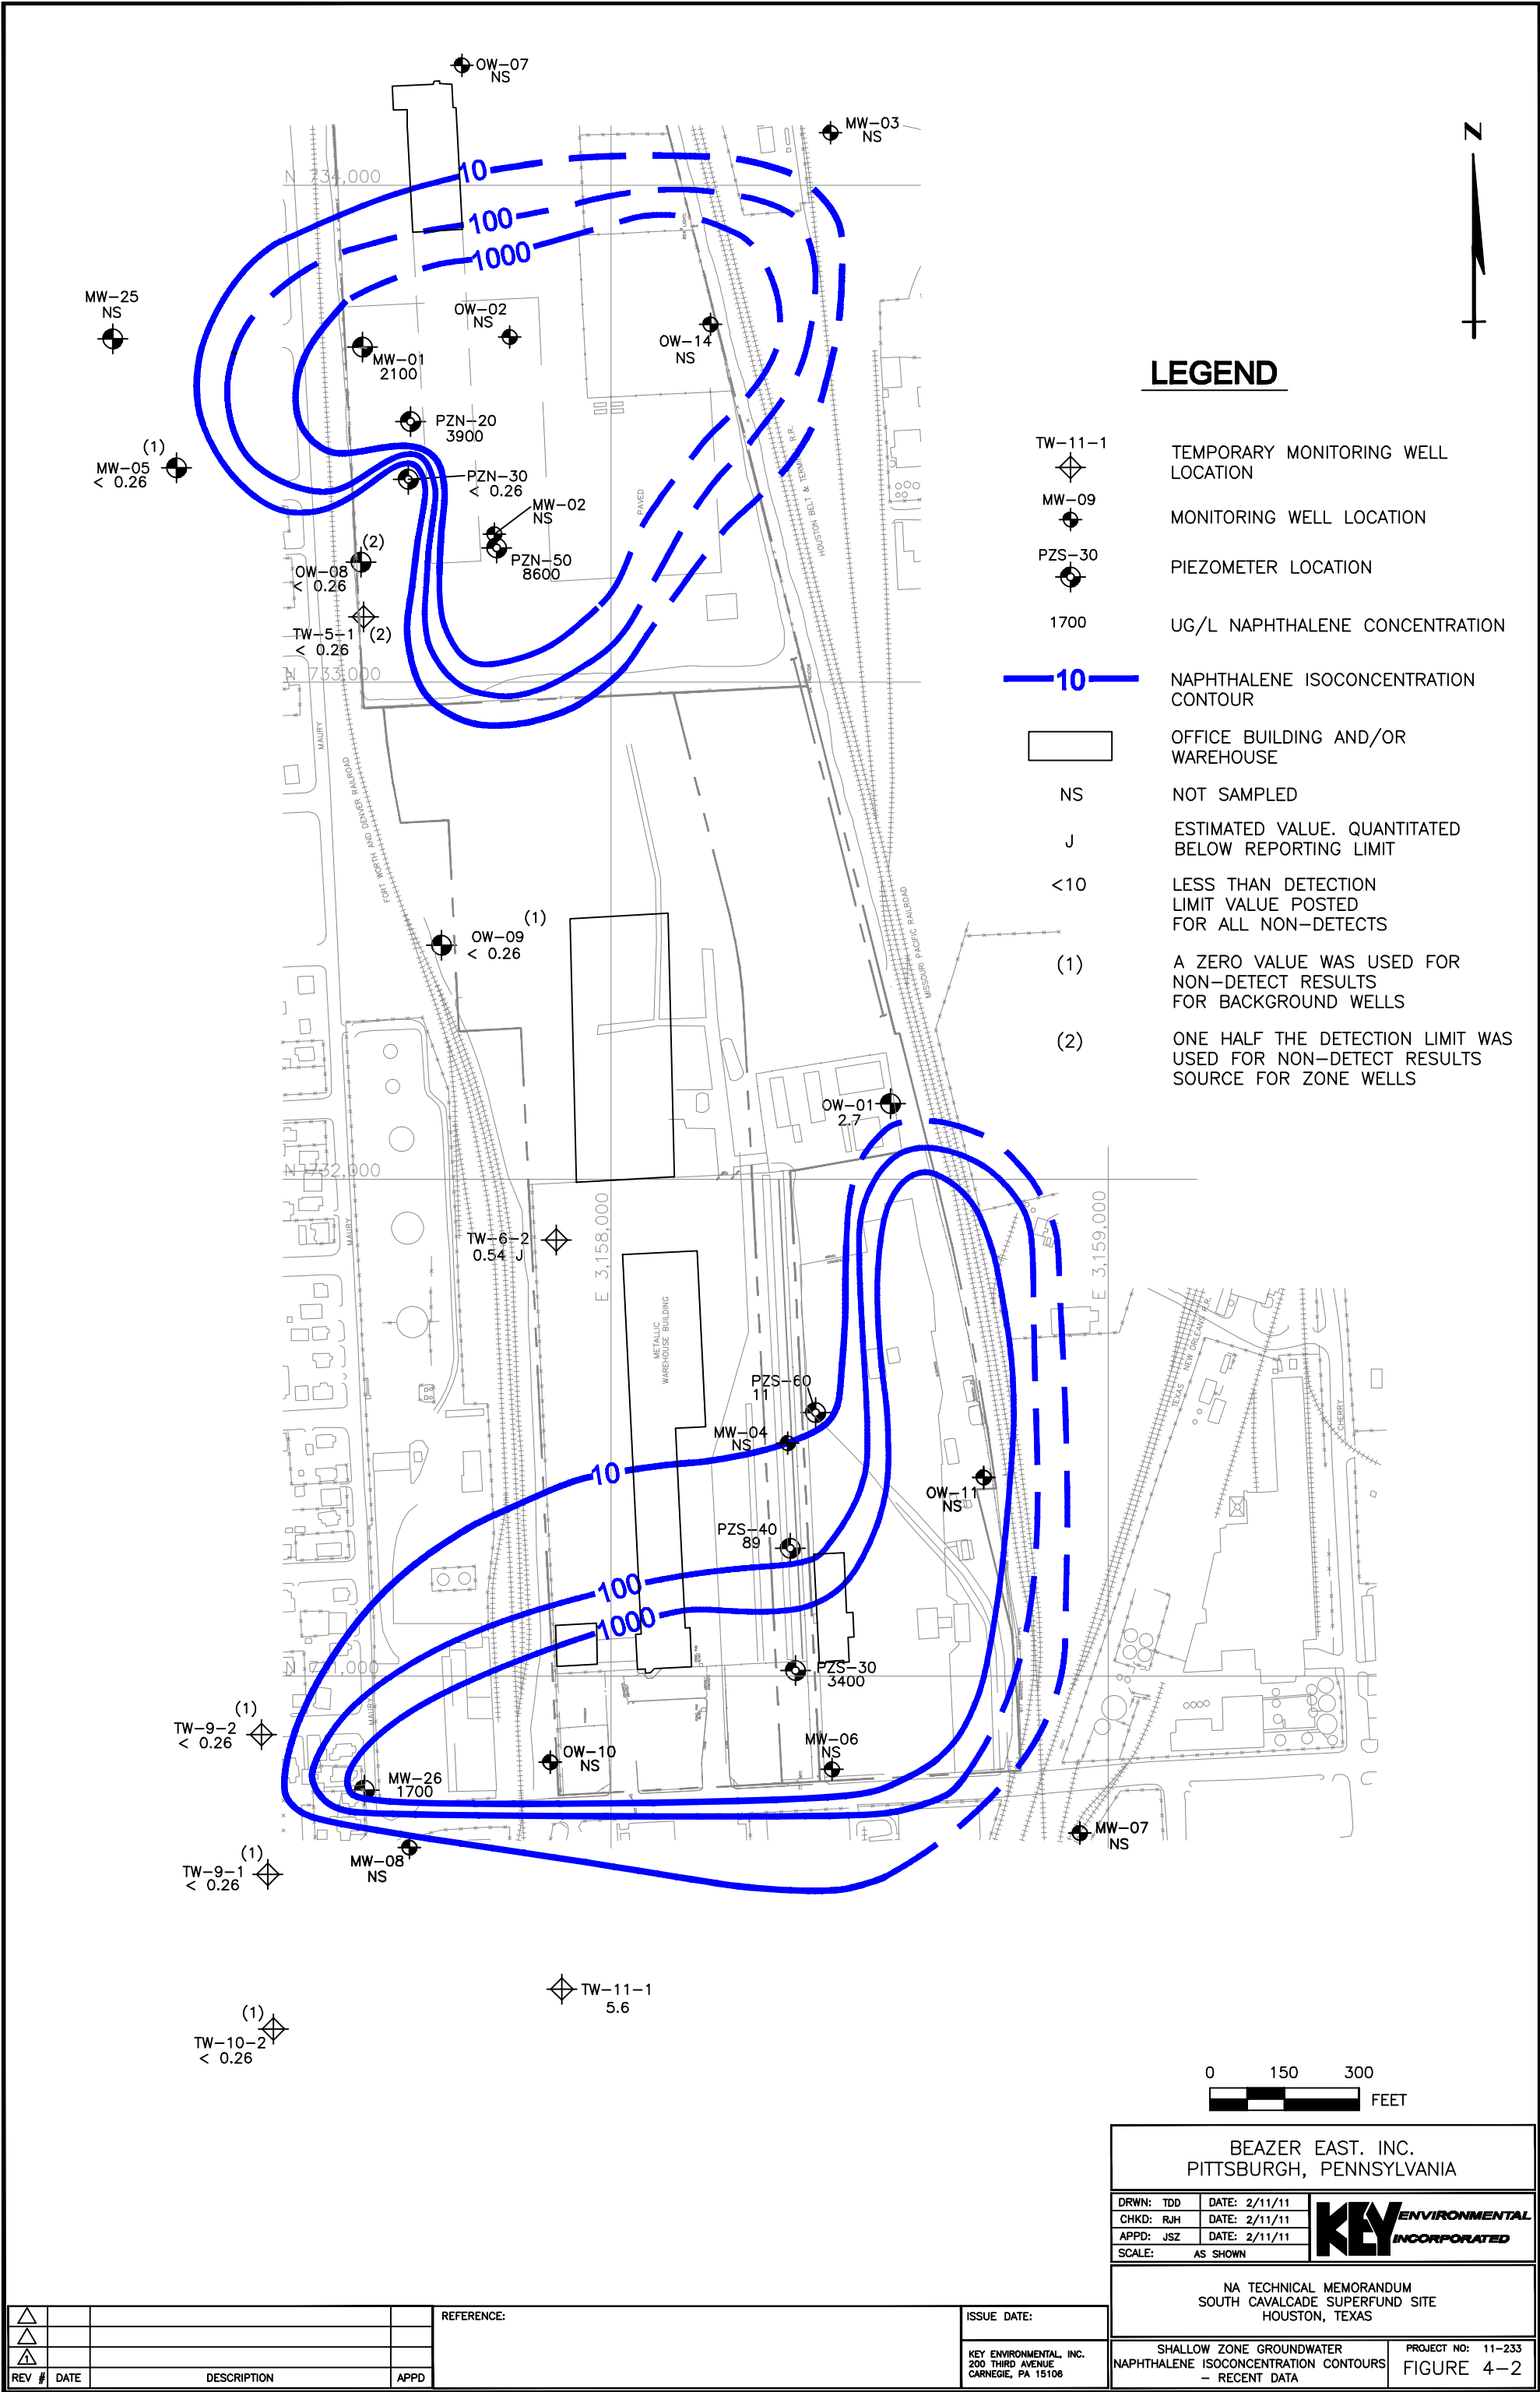 OW-07
NS
MW-03
NS
N
N 734,000
10
100
1000
MW-25
NS
OW-02
NS
OW-14
NS
MW-01
2100
PZN-20
3900
(1)
MW-05
< 0.26
PZN-30
< 0.26
MW-02
NS
PZN-50
8600
PAVED
HOUSTON BELT & TERMINAL R.R.
(2)
OW-08
< 0.26
TW-5-1
(2)
< 0.26
N 733,000
MAURY
FORT WORTH AND DENVER RAILROAD
LEGEND
TW-11-1
TEMPORARY MONITORING WELL
LOCATION
MW-09
MONITORING WELL LOCATION
PZS-30
PIEZOMETER LOCATION
1700
UG/L NAPHTHALENE CONCENTRATION
10
NAPHTHALENE ISOCONCENTRATION
CONTOUR
OFFICE BUILDING AND/OR
WAREHOUSE
NS
NOT SAMPLED
J
ESTIMATED VALUE. QUANTITATED
BELOW REPORTING LIMIT
<10
LESS THAN DETECTION
LIMIT VALUE POSTED
FOR ALL NON-DETECTS
(1)
A ZERO VALUE WAS USED FOR
NON-DETECT RESULTS
FOR BACKGROUND WELLS
(2)
ONE HALF THE DETECTION LIMIT WAS
USED FOR NON-DETECT RESULTS
SOURCE FOR ZONE WELLS
(1)
OW-09
< 0.26
MISSOURI PACIFIC RAILROAD
OW-01
2.7
N 732,000
MAURY
E 3,158,000
E 3,159,000
TW-6-2
0.54 J
METALLIC
WAREHOUSE BUILDING
TEXAS NEW ORLEANS R.R.
CHERRY
PZS-60
11
MW-04
NS
10
OW-11
NS
PZS-40
89
100
1000
N 731,000
MAURY
PZS-30
3400
(1)
TW-9-2
< 0.26
MW-06
NS
OW-10
NS
MW-26
1700
MW-07
NS
MW-08
NS
(1)
TW-9-1
< 0.26
TW-11-1
5.6
(1)
TW-10-2
< 0.26
0 150 300
FEET
BEAZER EAST. INC.
PITTSBURGH, PENNSYLVANIA
DRWN: TDD DATE: 2/11/11
CHKD: RJH DATE: 2/11/11
APPD: JSZ DATE: 2/11/11
SCALE: AS SHOWN
KEY ENVIRONMENTAL
INCORPORATED
NA TECHNICAL MEMORANDUM
SOUTH CAVALCADE SUPERFUND SITE
HOUSTON, TEXAS
SHALLOW ZONE GROUNDWATER
NAPHTHALENE ISOCONCENTRATION CONTOURS
- RECENT DATA
PROJECT NO: 11-233
FIGURE 4-2
1
REV # DATE DESCRIPTION APPD
REFERENCE:
ISSUE DATE:
KEY ENVIRONMENTAL, INC.
200 THIRD AVENUE
CARNEGIE, PA 15106